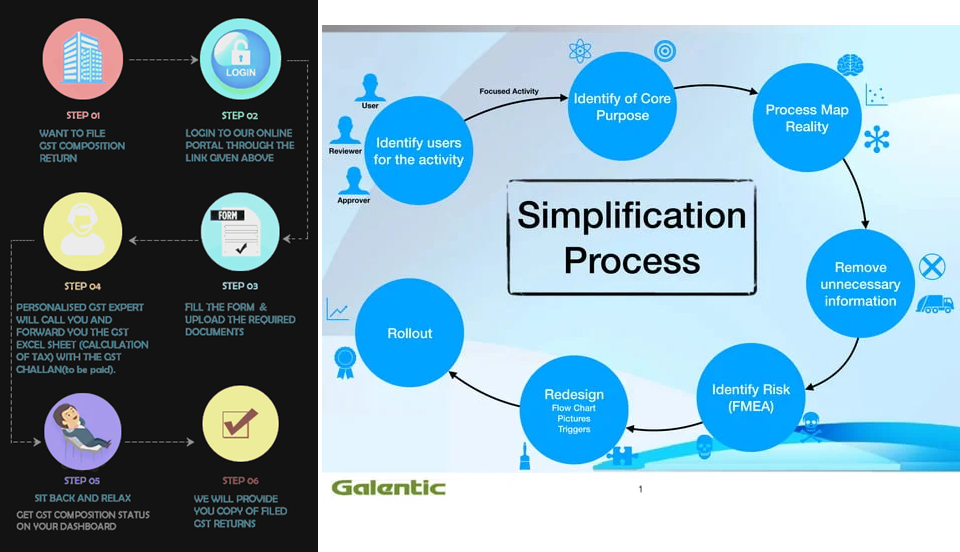 LOGIN
STEP 01
WANT TO FILE
GST COMPOSITION
RETURN
STEP 02
LOGIN TO OUR ONLINE
PORTAL THROUGH THE
LINK GIVEN ABOVE
FORM
STEP 03
FILL THE FORM &
UPLOAD THE REQUIRED
DOCUMENTS
STEP 04
PERSONALISED GST EXPERT
WILL CALL YOU AND
FORWARD YOU THE GST
EXCEL SHEET (CALCULATION
OF TAX) WITH THE GST
CHALLAN(to be paid).
STEP 05
SIT BACK AND RELAX
GET GST COMPOSITION STATUS
ON YOUR DASHBOARD
STEP 06
WE WILL PROVIDE
YOU COPY OF FILED
GST RETURNS
Simplification
Process
User
Reviewer
Approver
Identify users
for the activity
Focused Activity
Identify of Core
Purpose
Process Map
Reality
Remove
unnecessary
information
Identify Risk
(FMEA)
Redesign
Flow Chart
Pictures
Triggers
Rollout
Galentic
1